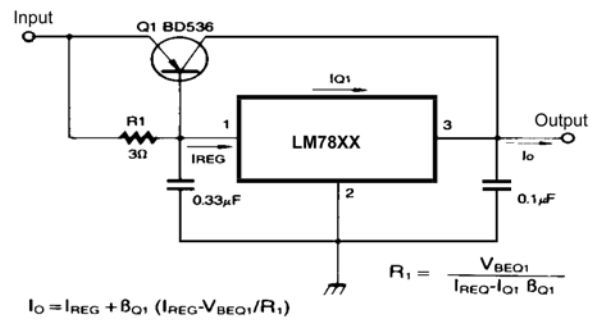 Input
Q1 BD536
IQ1
R1
3Ω
1
IREG
LM78XX
3
Output
Io
0.33μF
2
0.1μF
R1 = VBEQ1
IREQ-IQ1 βQ1
IO = IREG + βQ1 (IREG-VBEQ1/R1)